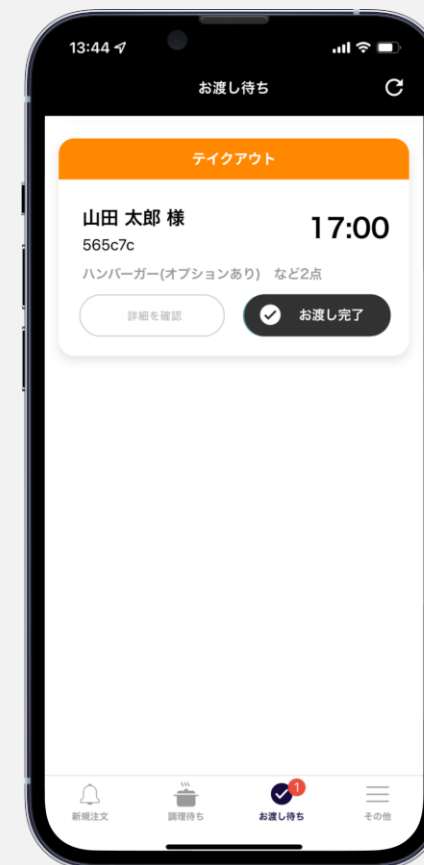 13:44
お渡し待ち
テイクアウト
山田 太郎 様
17:00
565c7c
ハンバーガー(オプションあり) など2点
詳細を確認
お渡し完了
1
新規注文
調理待ち
お渡し待ち
その他